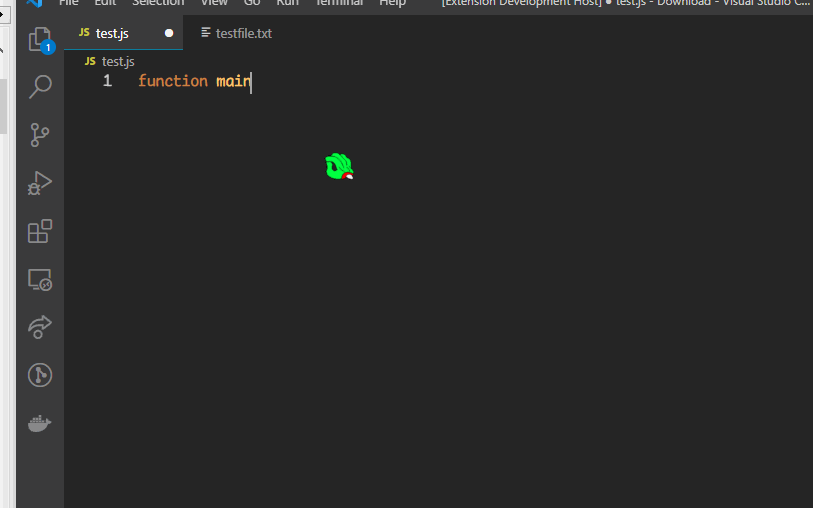 File Edit Selection View Go Run Terminal Help [Extension Development Host] ● test.js - Download - Visual Studio C...
JS test.js ● testfile.txt
JS test.js
1 function main
1